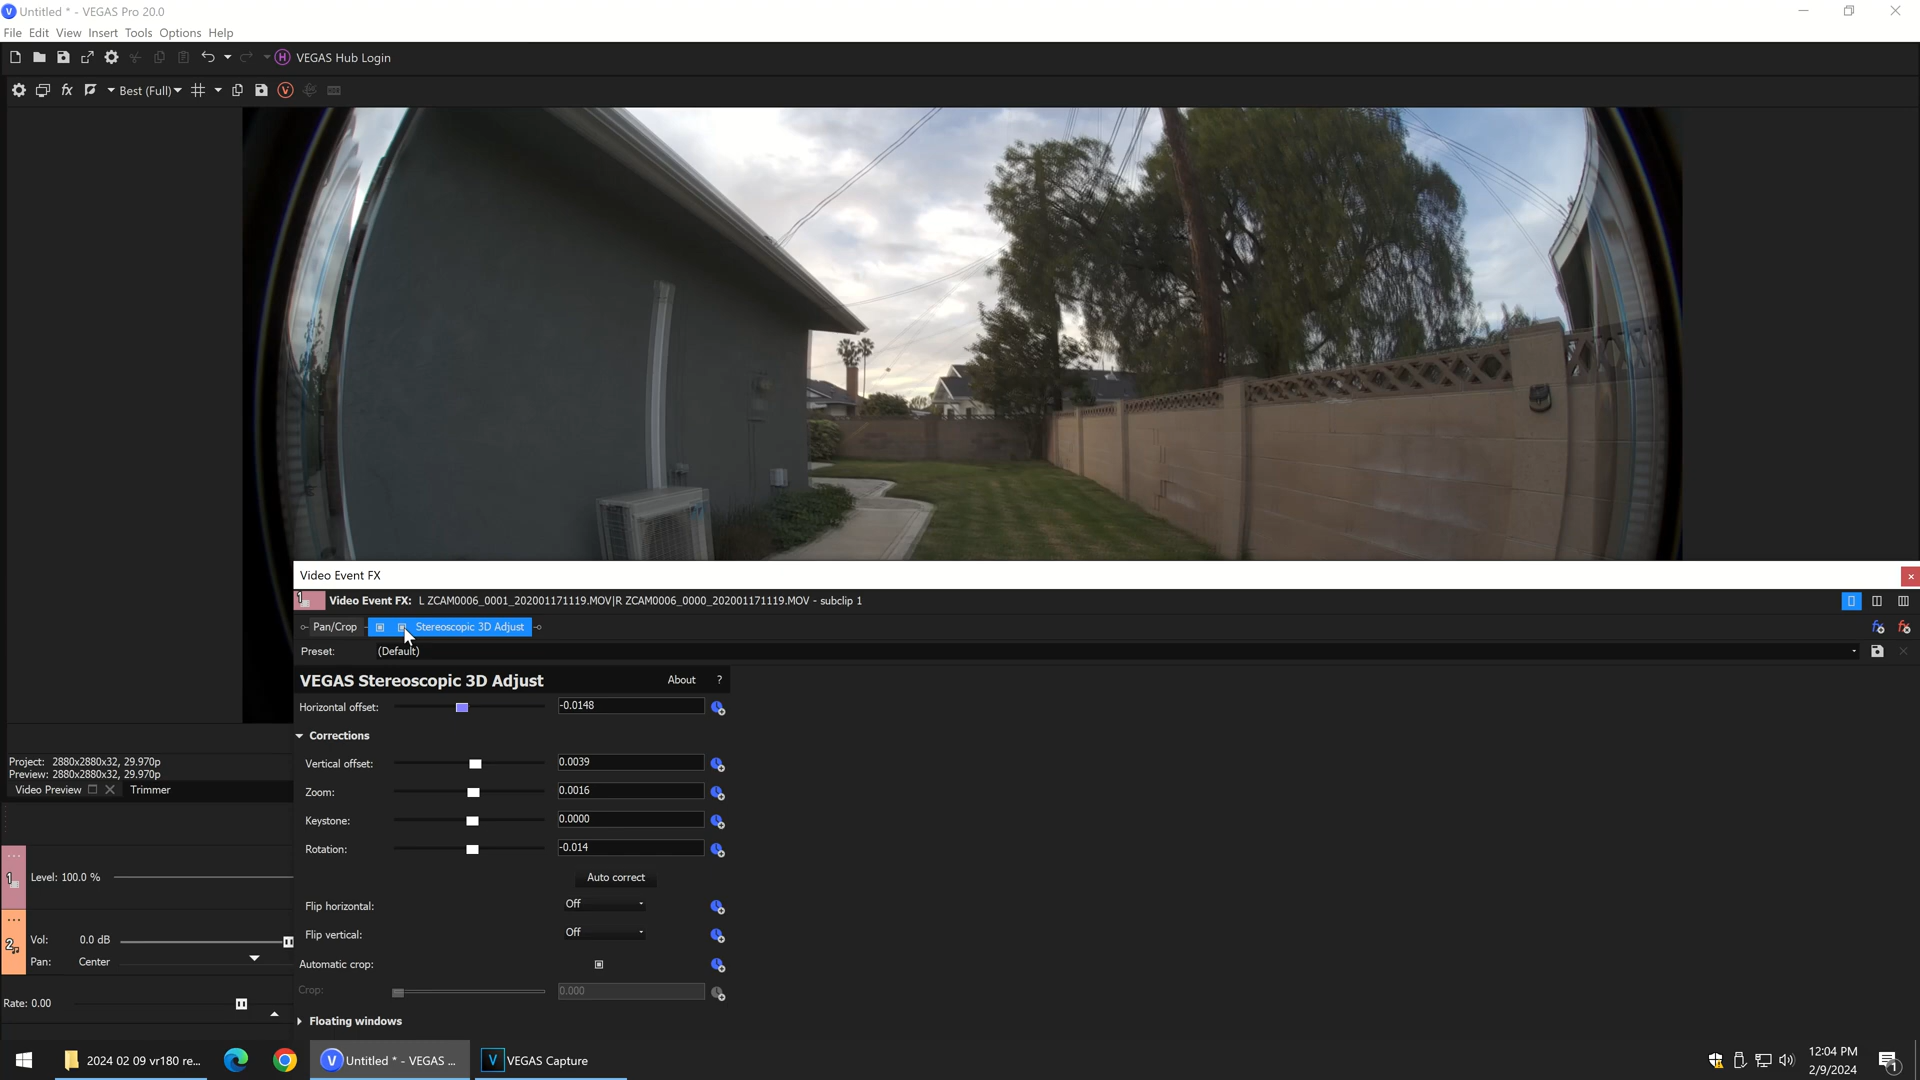 Untitled * - VEGAS Pro 20.0
File Edit View Insert Tools Options Help
VEGAS Hub Login
fx Best (Full)
Video Event FX
Video Event FX: L ZCAM0006_0001_202001171119.MOV|R ZCAM0006_0000_202001171119.MOV - subclip 1
Pan/Crop Stereoscopic 3D Adjust
Preset: (Default)
VEGAS Stereoscopic 3D Adjust About ?
Horizontal offset: -0.0148
Corrections
Vertical offset: 0.0039
Zoom: 0.0016
Keystone: 0.0000
Rotation: -0.014
Auto correct
Flip horizontal: Off
Flip vertical: Off
Automatic crop:
Crop: 0.000
Floating windows
Project: 2880x2880x32, 29.970p
Preview: 2880x2880x32, 29.970p
Video Preview Trimmer
1
Level: 100.0 %
2
Vol: 0.0 dB
Pan: Center
Rate: 0.00
2024 02 09 vr180 re...
Untitled * - VEGAS ...
VEGAS Capture
12:04 PM
2/9/2024
1